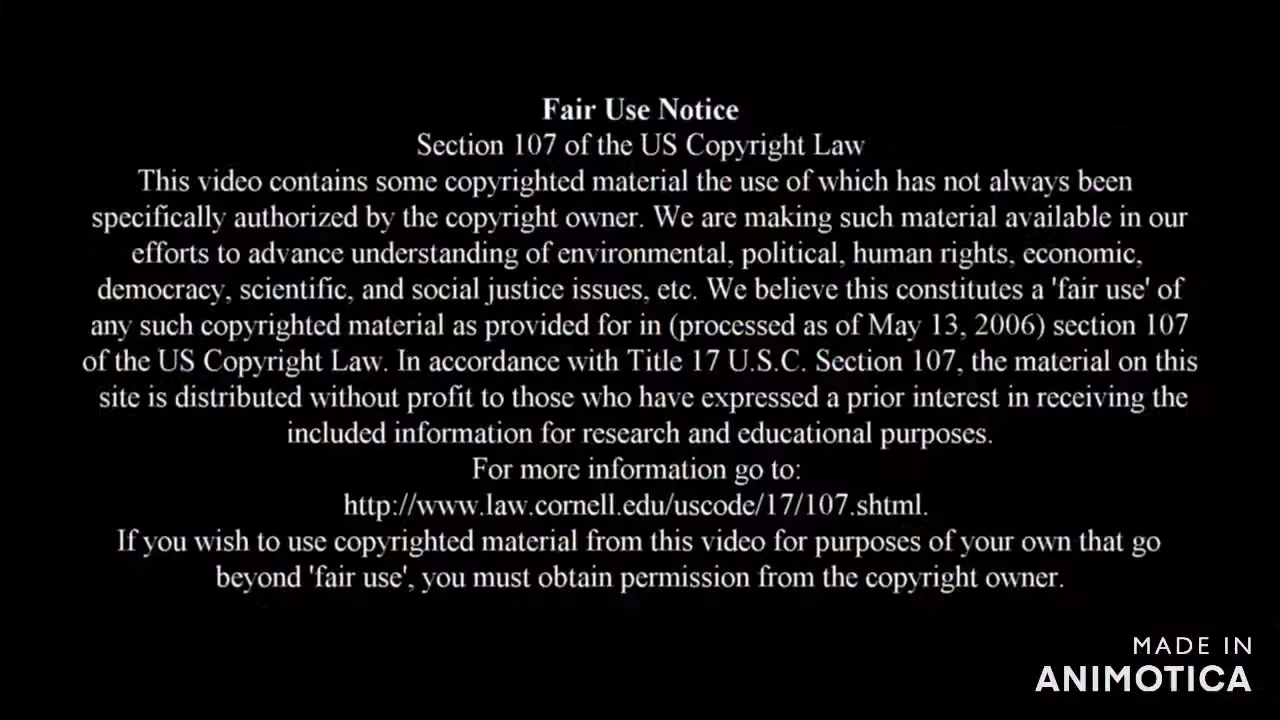 Fair Use Notice
Section 107 of the US Copyright Law
This video contains some copyrighted material the use of which has not always been
specifically authorized by the copyright owner. We are making such material available in our
efforts to advance understanding of environmental, political, human rights, economic,
democracy, scientific, and social justice issues, etc. We believe this constitutes a 'fair use' of
any such copyrighted material as provided for in (processed as of May 13, 2006) section 107
of the US Copyright Law. In accordance with Title 17 U.S.C. Section 107, the material on this
site is distributed without profit to those who have expressed a prior interest in receiving the
included information for research and educational purposes.
For more information go to:
http://www.law.cornell.edu/uscode/17/107.shtml.
If you wish to use copyrighted material from this video for purposes of your own that go
beyond 'fair use', you must obtain permission from the copyright owner.
MADE IN
ANIMOTICA